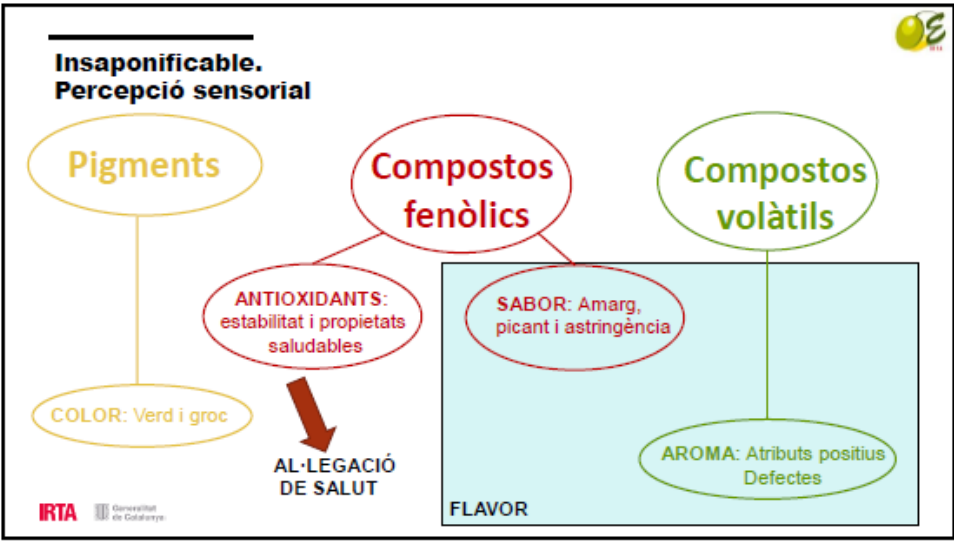 Insaponificable.
Percepció sensorial
Pigments
Compostos
fenòlics
Compostos
volàtils
ANTIOXIDANTS:
estabilitat i propietats
saludables
SABOR: Amarg,
picant i astringència
COLOR: Verd i groc
AROMA: Atributs positius
Defectes
AL·LEGACIÓ
DE SALUT
FLAVOR
IRTA
Generalitat
de Catalunya